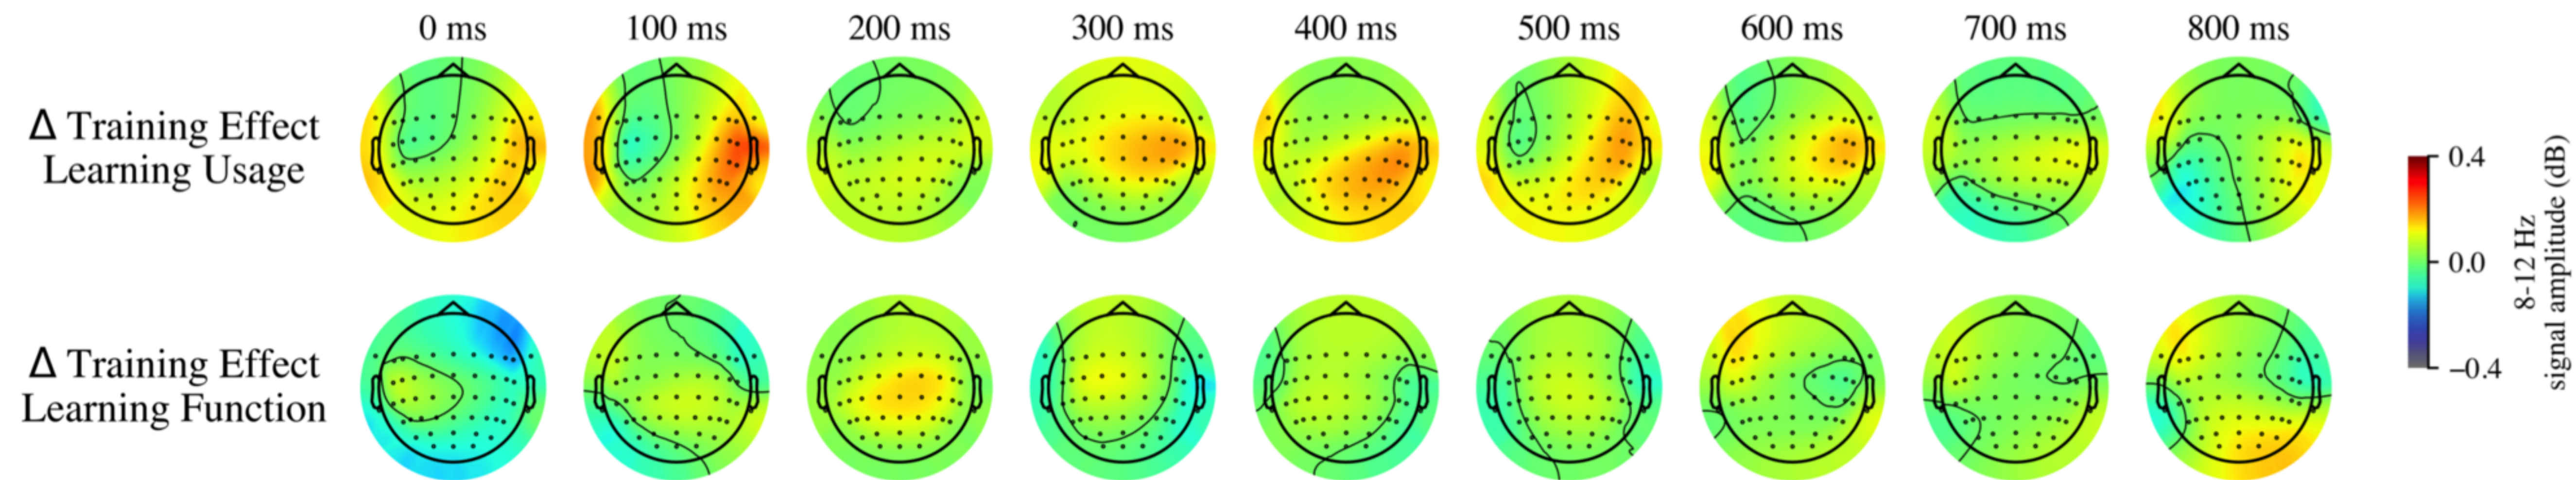 0 ms 100 ms 200 ms 300 ms 400 ms 500 ms 600 ms 700 ms 800 ms
Δ Training Effect
Learning Usage
Δ Training Effect
Learning Function
0.4
0.0
−0.4
8-12 Hz
signal amplitude (dB)